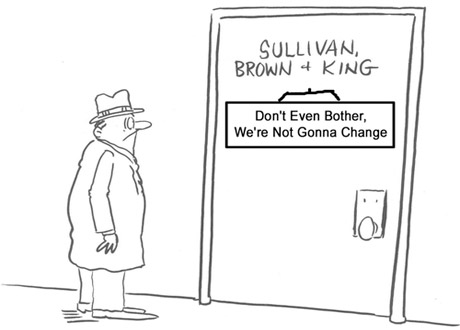 SULLIVAN,
BROWN & KING
Don't Even Bother,
We're Not Gonna Change